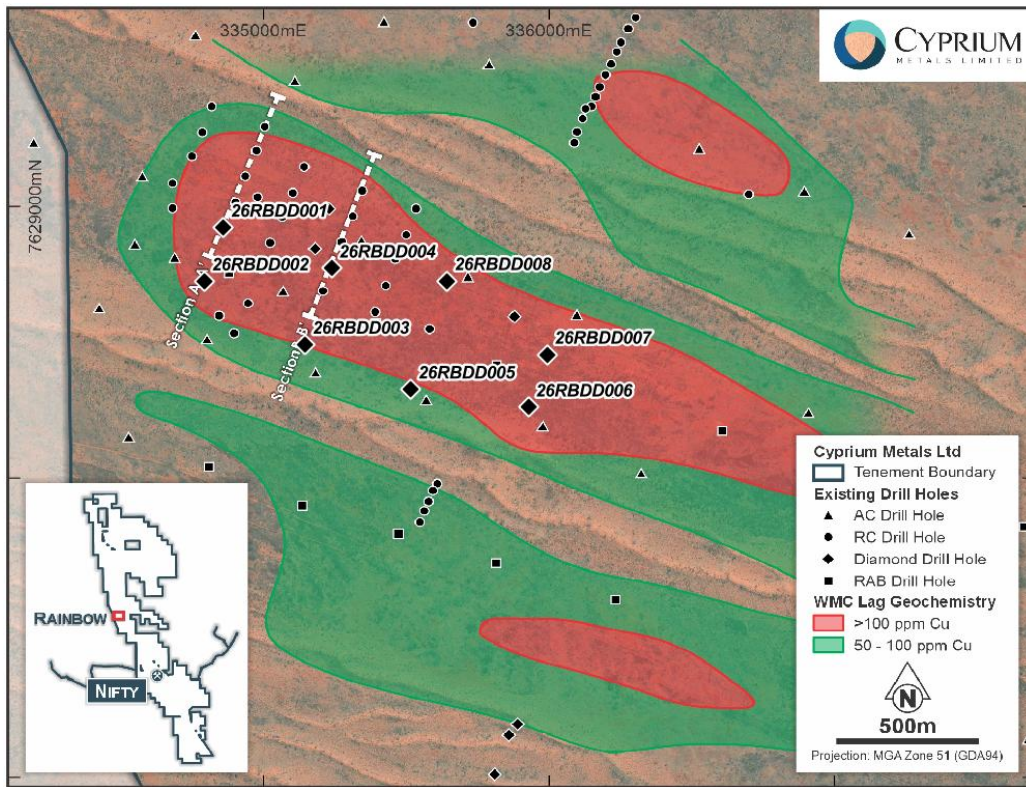 335000mE
336000mE
CYPRIUM
METALS LIMITED
7629000mN
26RBDD001
26RBDD002
26RBDD004
26RBDD008
Section A-A'
26RBDD003
26RBDD007
Section B-B'
26RBDD005
26RBDD006
Cyprium Metals Ltd
Tenement Boundary
Existing Drill Holes
AC Drill Hole
RC Drill Hole
Diamond Drill Hole
RAB Drill Hole
WMC Lag Geochemistry
>100 ppm Cu
50 - 100 ppm Cu
N
500m
Projection: MGA Zone 51 (GDA94)
RAINBOW
NIFTY